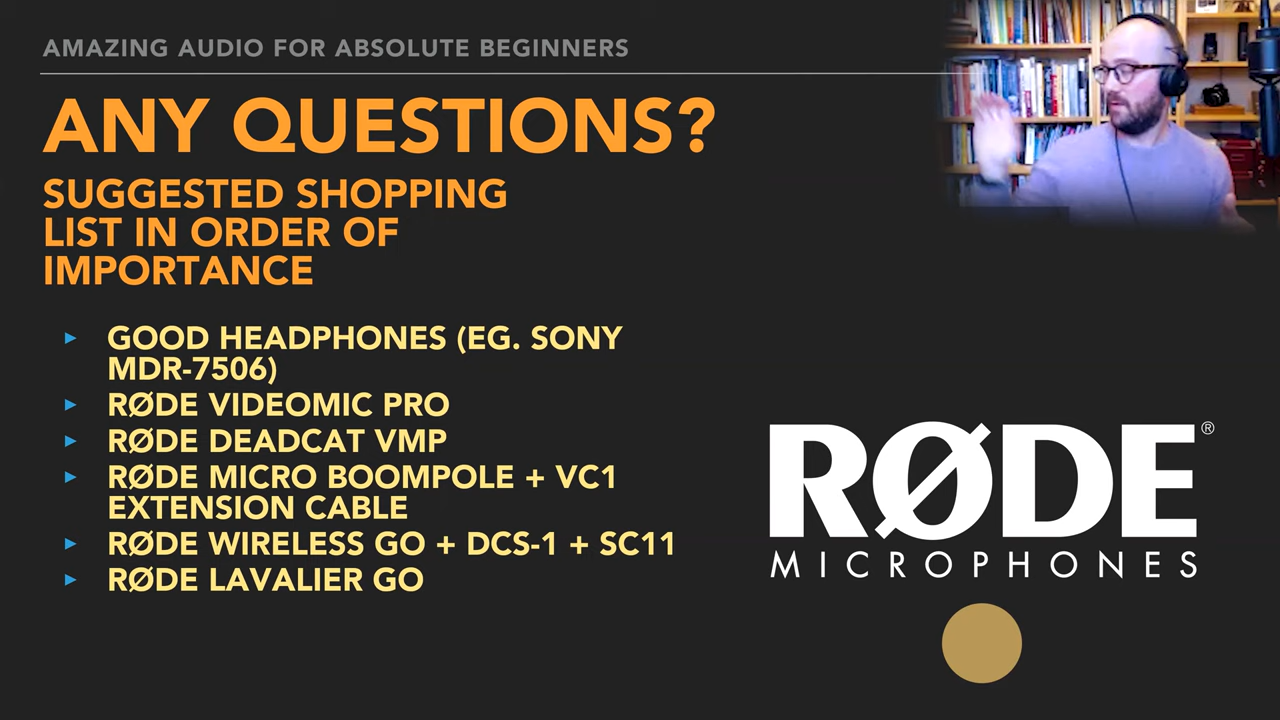 AMAZING AUDIO FOR ABSOLUTE BEGINNERS
ANY QUESTIONS?
SUGGESTED SHOPPING
LIST IN ORDER OF
IMPORTANCE
▸ GOOD HEADPHONES (EG. SONY
MDR-7506)
▸ RØDE VIDEOMIC PRO
▸ RØDE DEADCAT VMP
▸ RØDE MICRO BOOMPOLE + VC1
EXTENSION CABLE
▸ RØDE WIRELESS GO + DCS-1 + SC11
▸ RØDE LAVALIER GO
RØDE®
MICROPHONES